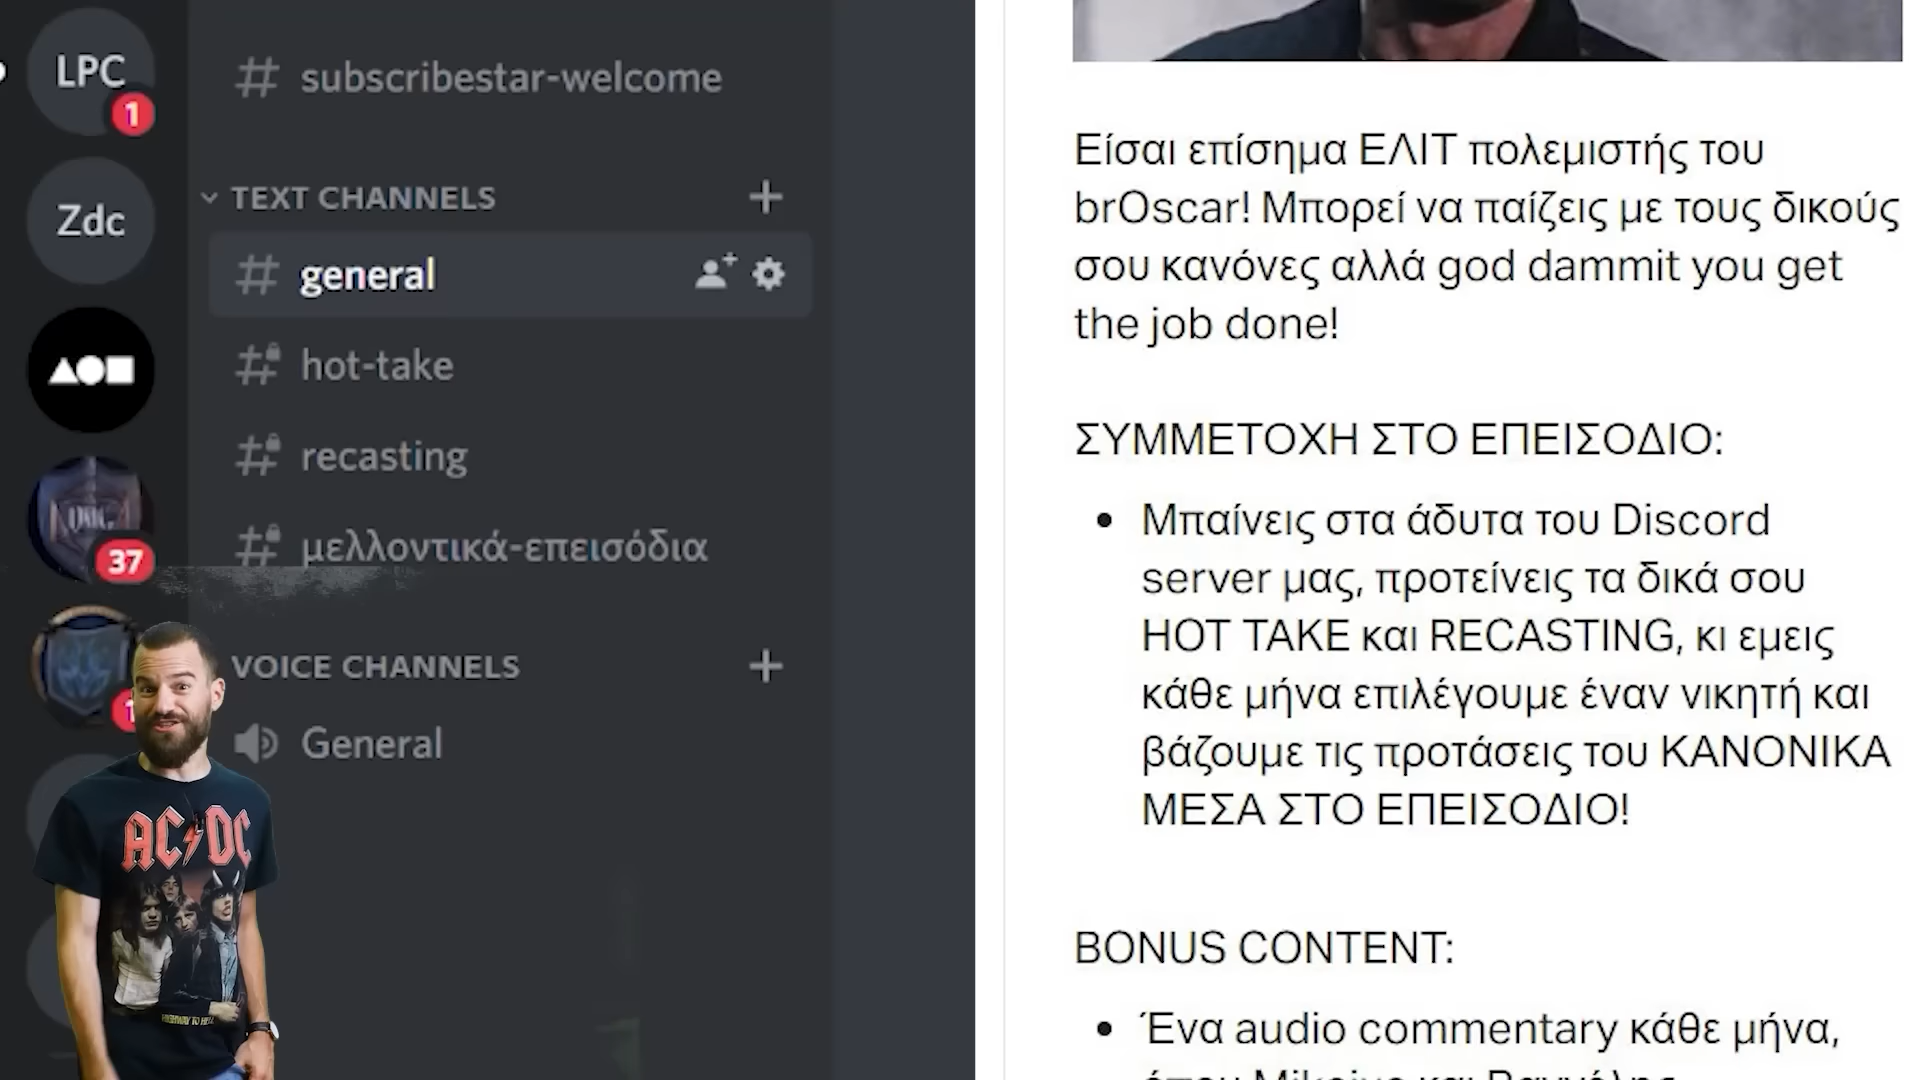 LPC
1
Zdc
37
subscribestar-welcome
TEXT CHANNELS
general
hot-take
recasting
μελλοντικά-επεισόδια
VOICE CHANNELS
General
AC DC
HIGHWAY TO HELL
Είσαι επίσημα ΕΛΙΤ πολεμιστής του
brOscar! Μπορεί να παίζεις με τους δικούς
σου κανόνες αλλά god dammit you get
the job done!
ΣΥΜΜΕΤΟΧΗ ΣΤΟ ΕΠΕΙΣΟΔΙΟ:
Μπαίνεις στα άδυτα του Discord
server μας, προτείνεις τα δικά σου
HOT TAKE και RECASTING, κι εμεις
κάθε μήνα επιλέγουμε έναν νικητή και
βάζουμε τις προτάσεις του ΚΑΝΟΝΙΚΑ
ΜΕΣΑ ΣΤΟ ΕΠΕΙΣΟΔΙΟ!
BONUS CONTENT:
Ένα audio commentary κάθε μήνα,